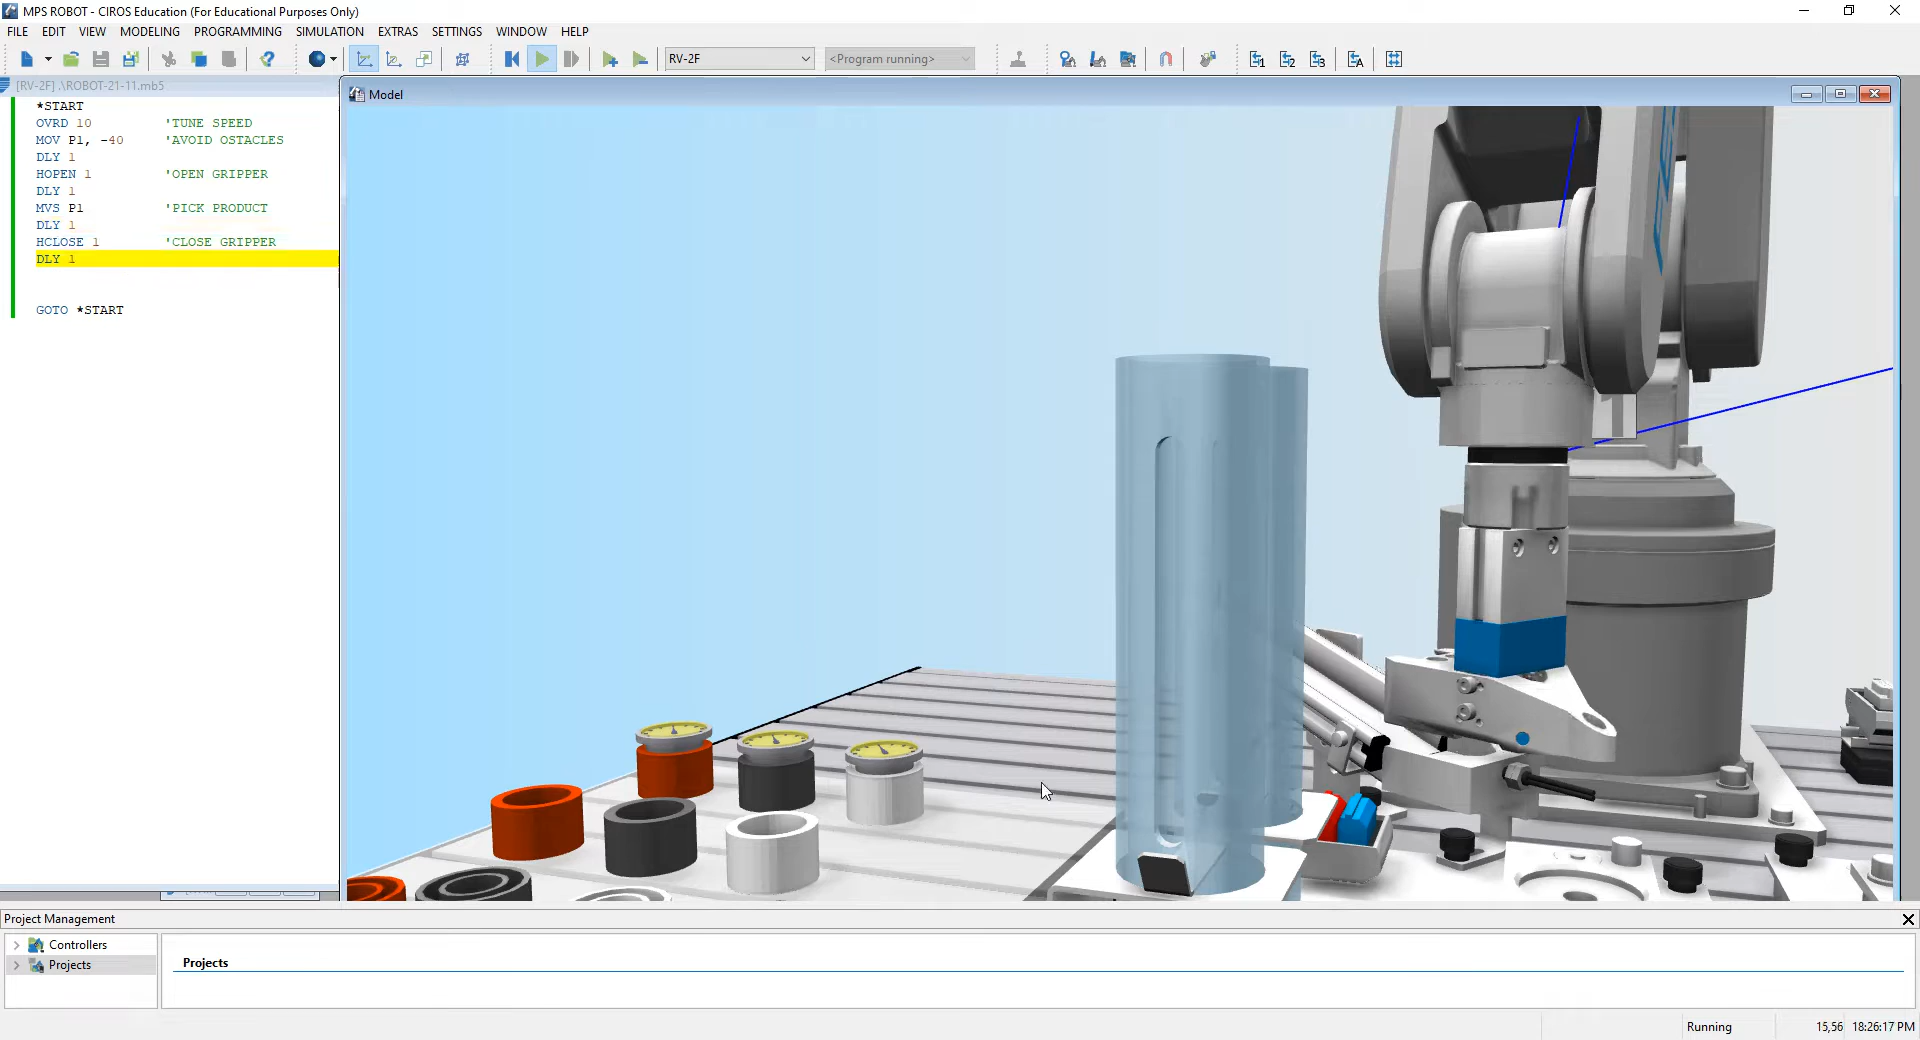 MPS ROBOT - CIROS Education (For Educational Purposes Only)
FILE EDIT VIEW MODELING PROGRAMMING SIMULATION EXTRAS SETTINGS WINDOW HELP
RV-2F <Program running> 1 2 3 A
[RV-2F] .\ROBOT-21-11.mb5
*START
OVRD 10 'TUNE SPEED
MOV P1, -40 'AVOID OSTACLES
DLY 1
HOPEN 1 'OPEN GRIPPER
DLY 1
MVS P1 'PICK PRODUCT
DLY 1
HCLOSE 1 'CLOSE GRIPPER
DLY 1
GOTO *START
Model
Project Management
Controllers
Projects
Projects
Running 15,56 18:26:17 PM